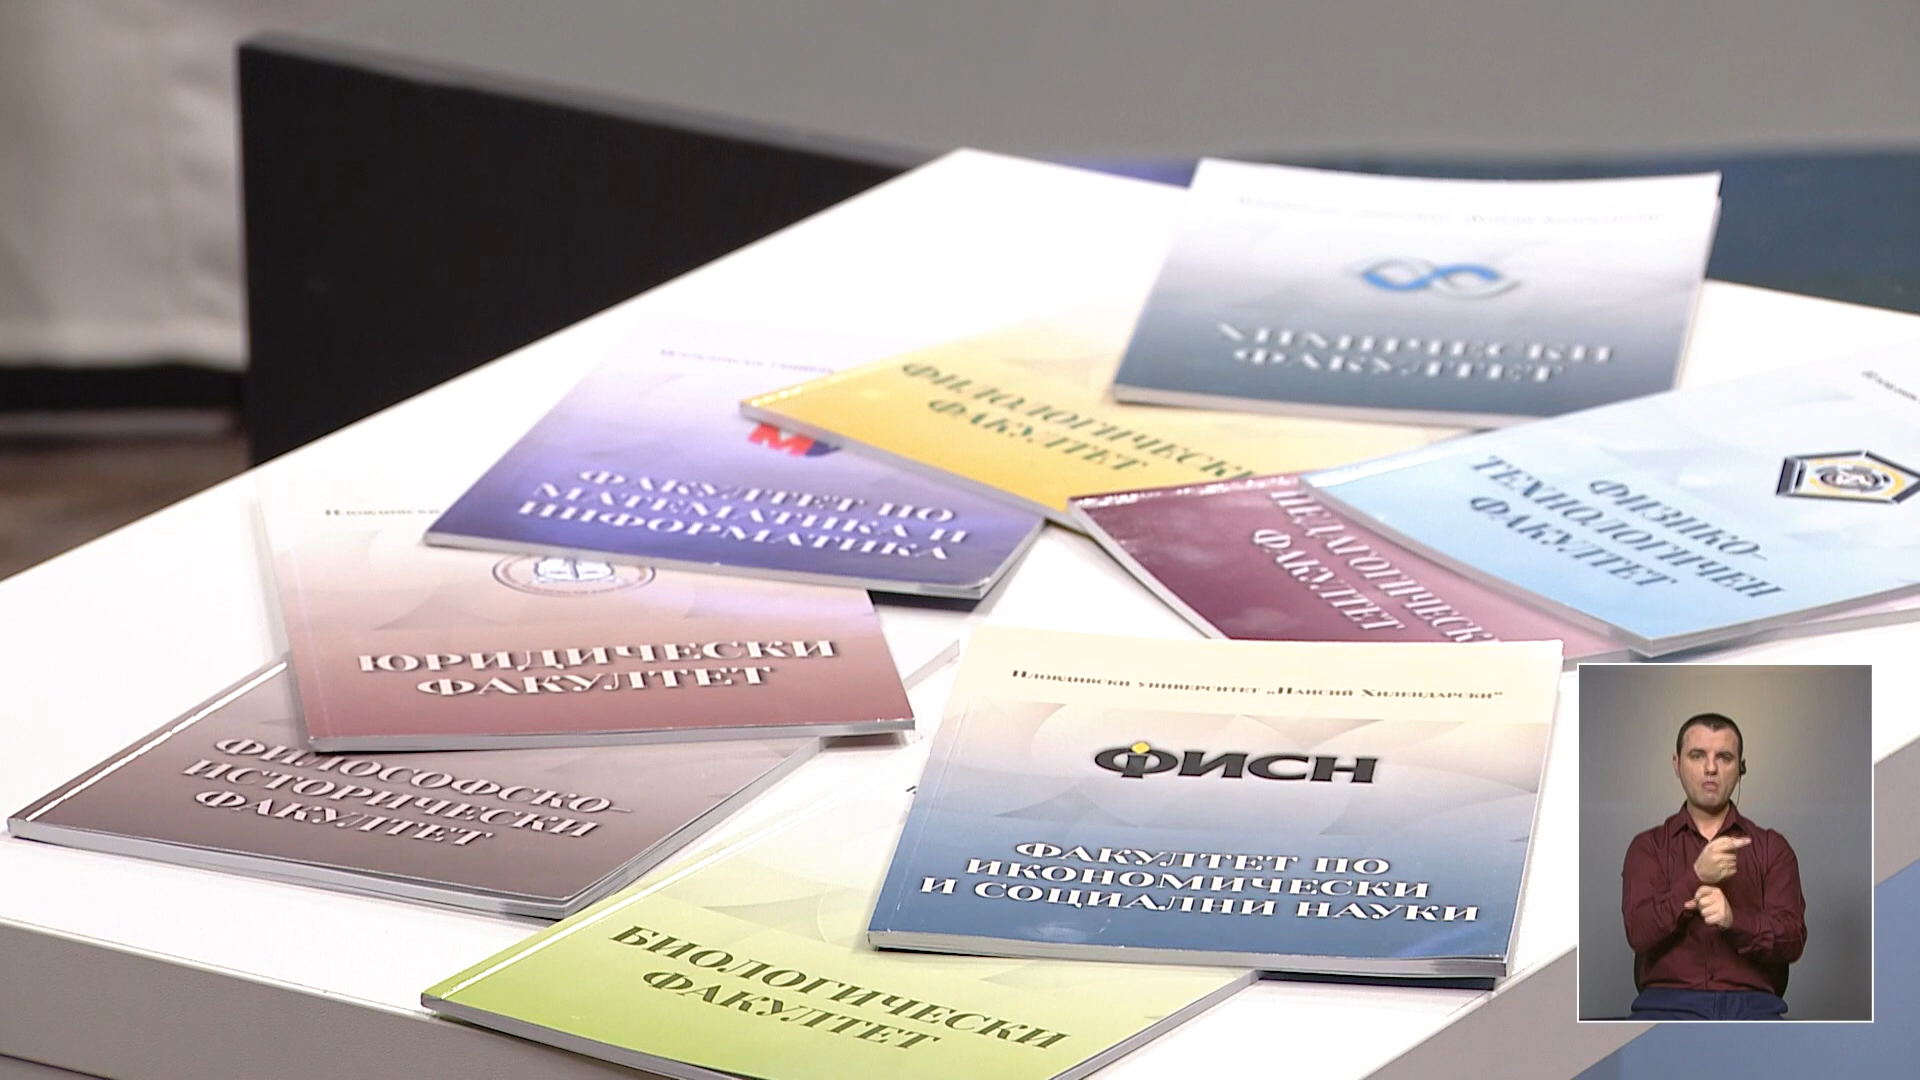 ХИМИЧЕСКИ
ФАКУЛТЕТ
ФИЛОЛОГИЧЕСКИ
ФАКУЛТЕТ
ФИЗИКО-
ТЕХНОЛОГИЧЕН
ФАКУЛТЕТ
ФАКУЛТЕТ ПО
МАТЕМАТИКА И
ИНФОРМАТИКА
ПЕДАГОГИЧЕСКИ
ФАКУЛТЕТ
ЮРИДИЧЕСКИ
ФАКУЛТЕТ
Пловдивски университет „Паисий Хилендарски“
ФИСН
ФАКУЛТЕТ ПО
ИКОНОМИЧЕСКИ
И СОЦИАЛНИ НАУКИ
ФИЛОСОФСКО-
ИСТОРИЧЕСКИ
ФАКУЛТЕТ
БИОЛОГИЧЕСКИ
ФАКУЛТЕТ